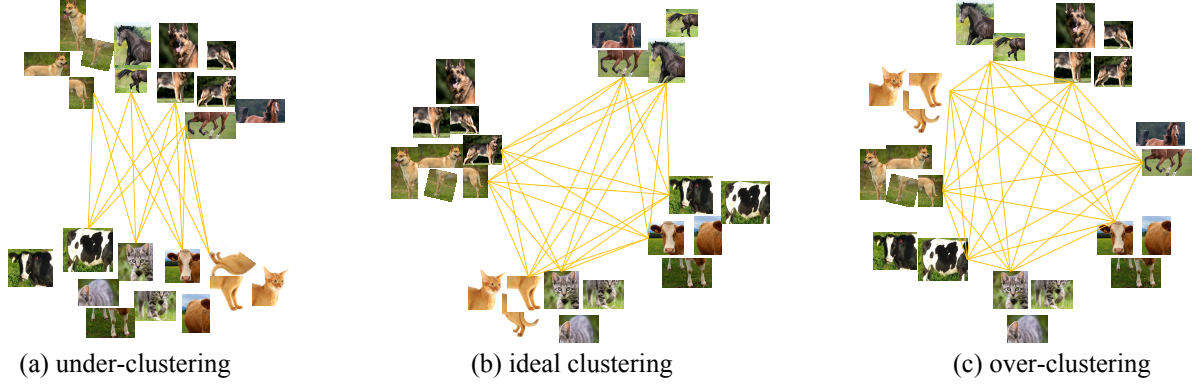 (a) under-clustering
(b) ideal clustering
(c) over-clustering